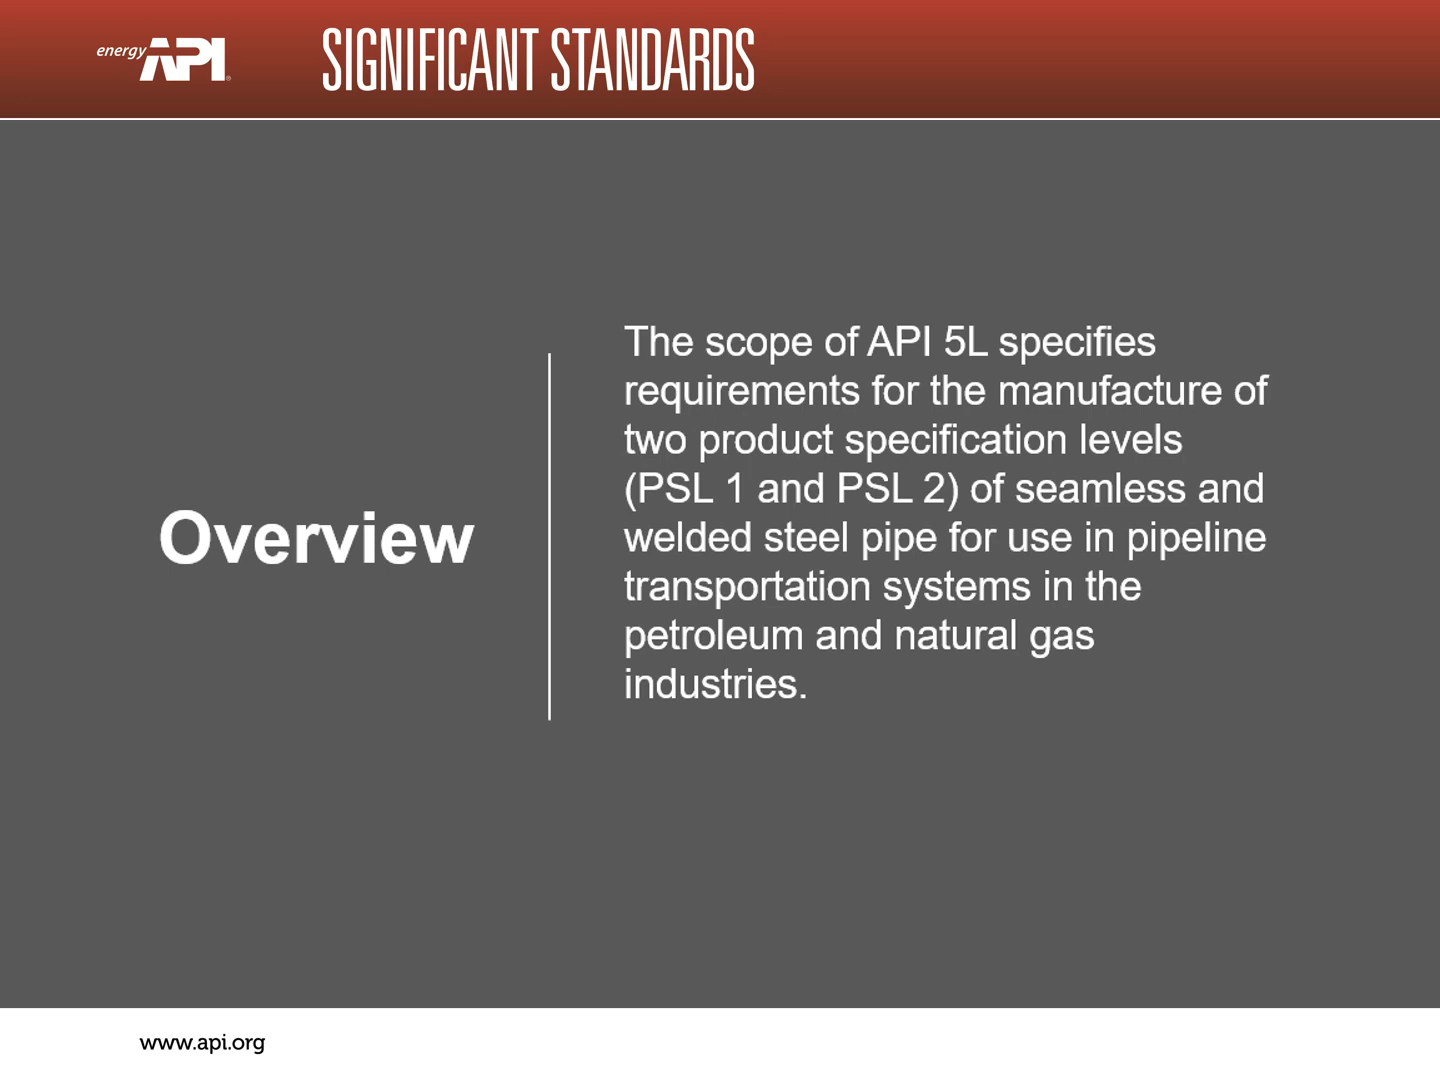 energy API®
SIGNIFICANT STANDARDS
Overview
The scope of API 5L specifies
requirements for the manufacture of
two product specification levels
(PSL 1 and PSL 2) of seamless and
welded steel pipe for use in pipeline
transportation systems in the
petroleum and natural gas
industries.
www.api.org